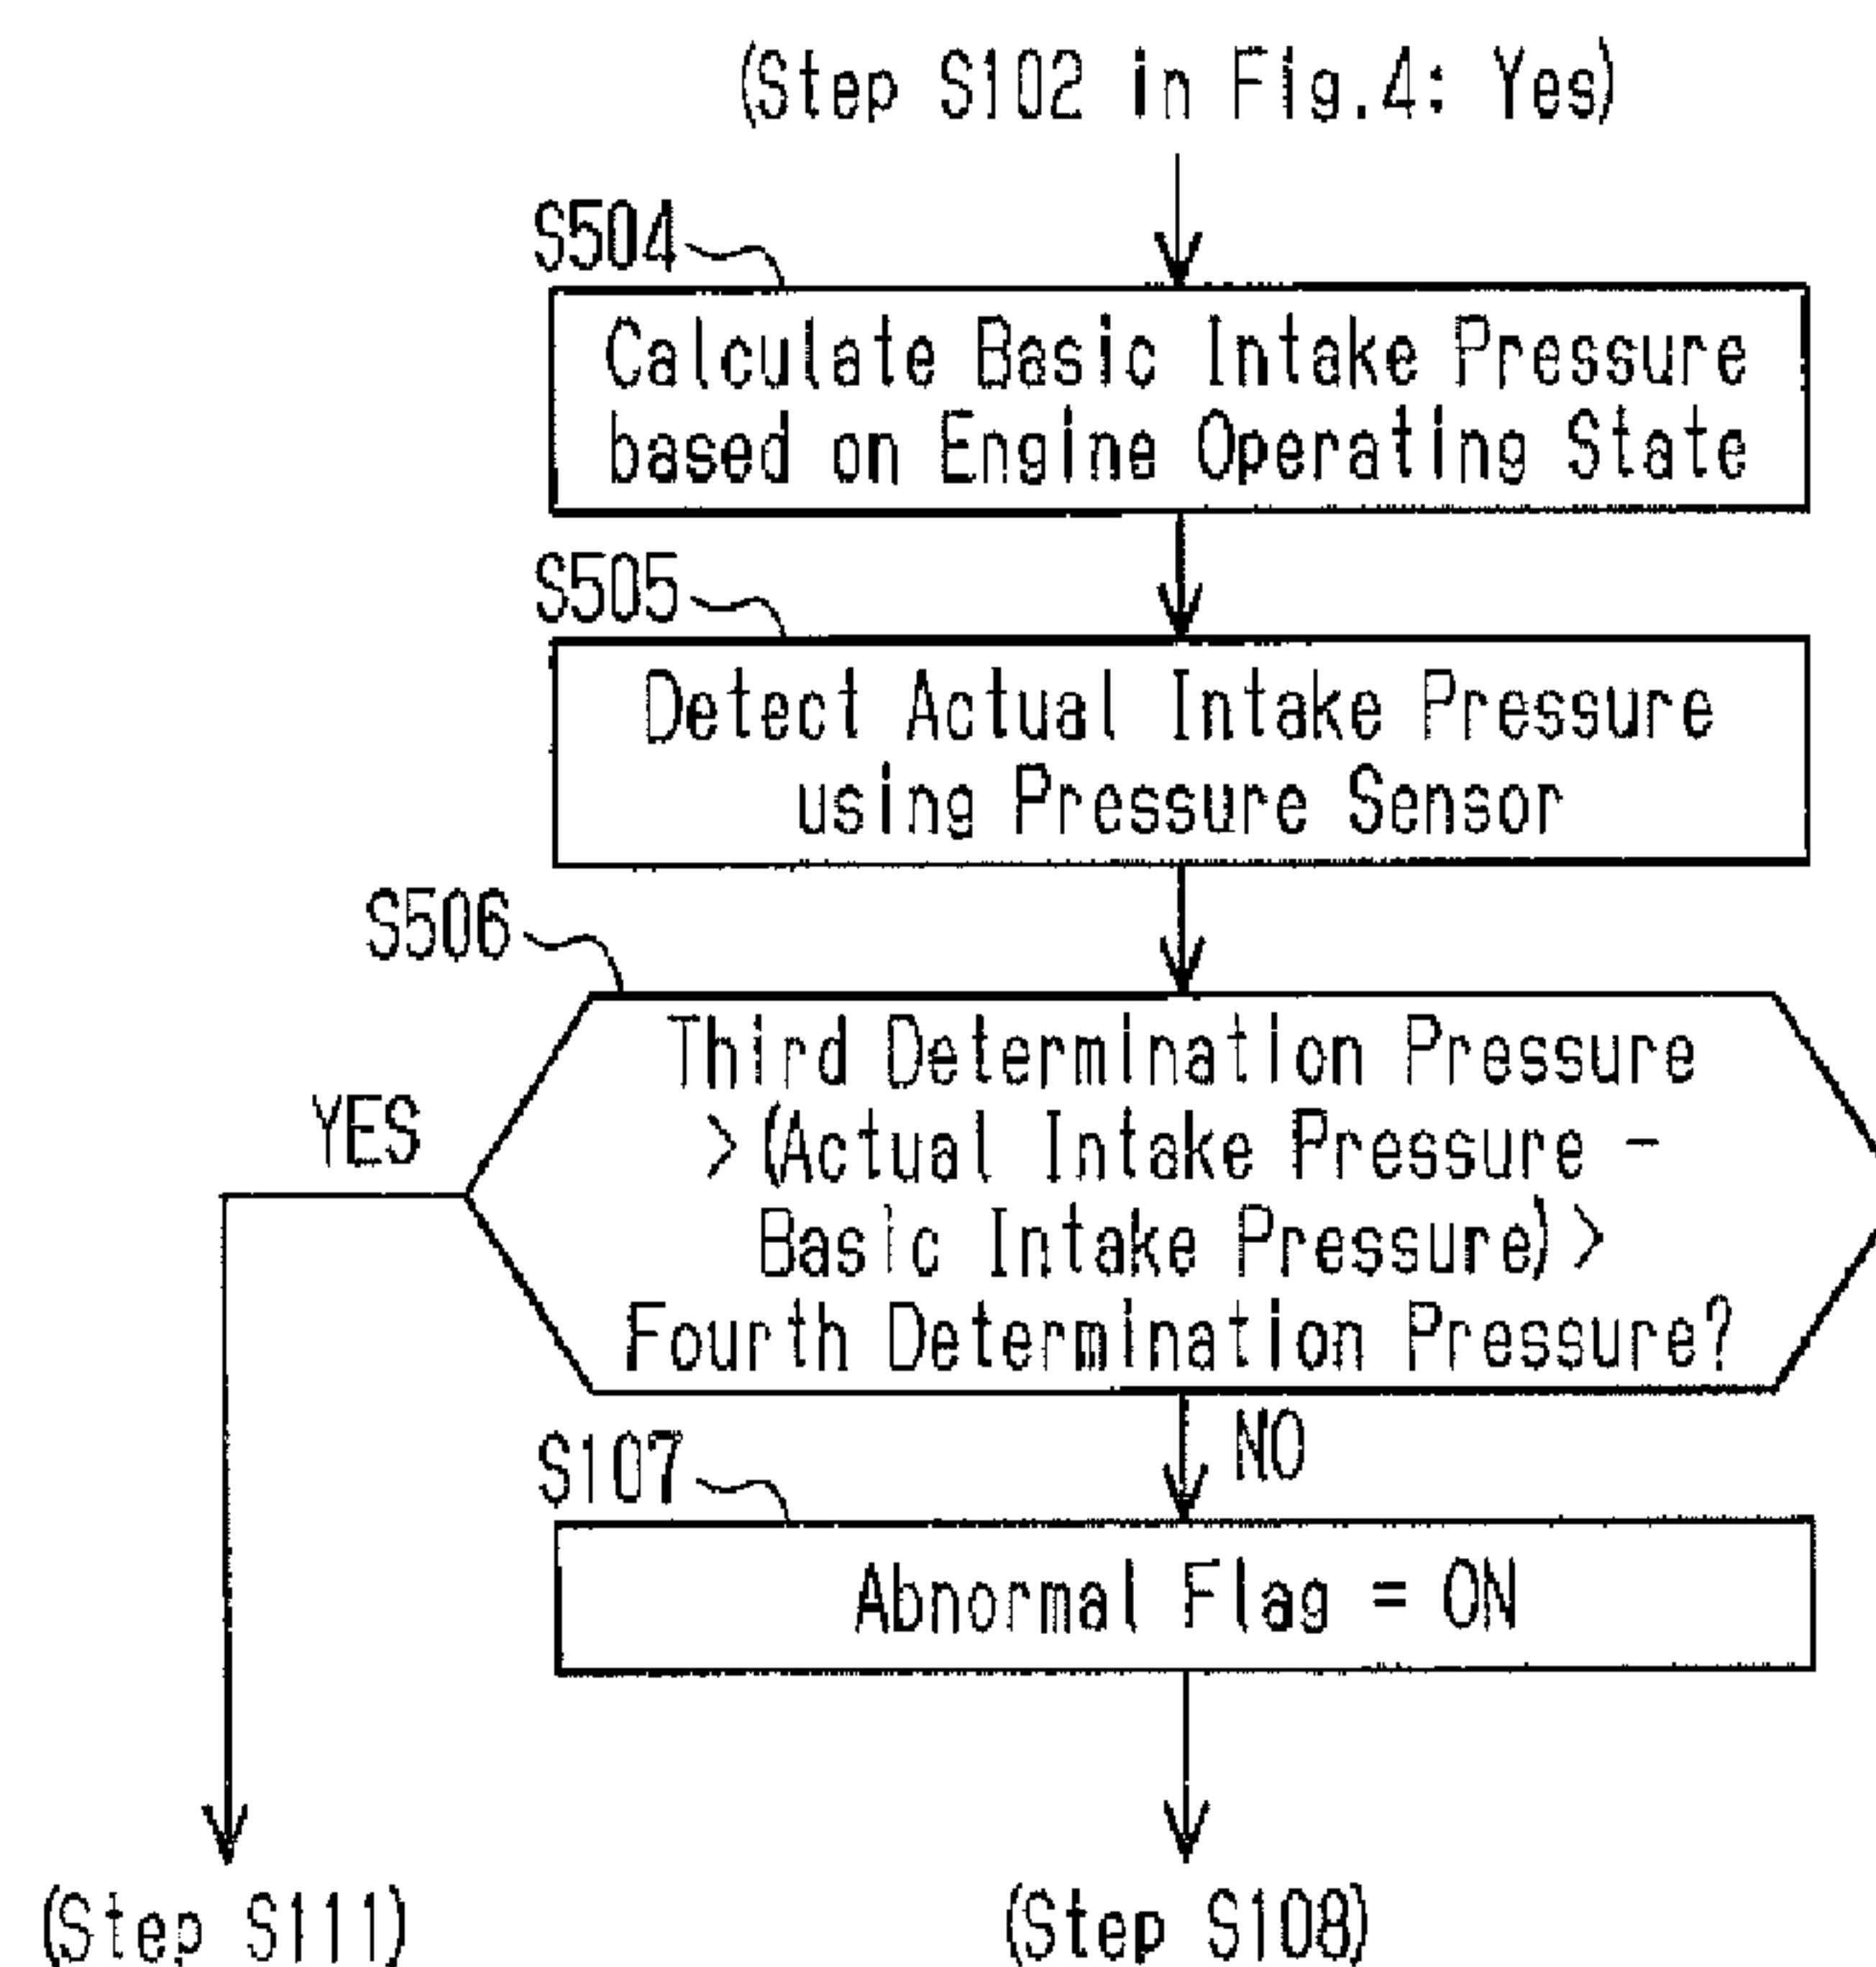 (Step S102 in Fig.4: Yes)
S504
Calculate Basic Intake Pressure
based on Engine Operating State
S505
Detect Actual Intake Pressure
using Pressure Sensor
S506
Third Determination Pressure
>(Actual Intake Pressure -
Basic Intake Pressure)>
Fourth Determination Pressure?
YES
NO
S107
Abnormal Flag = ON
(Step S111)
(Step S108)